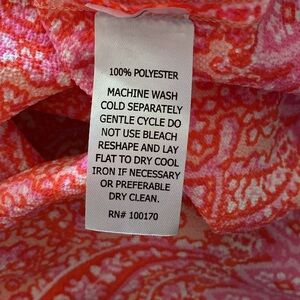 100% POLYESTER
MACHINE WASH
COLD SEPARATELY
GENTLE CYCLE DO
NOT USE BLEACH
RESHAPE AND LAY
FLAT TO DRY COOL
IRON IF NECESSARY
OR PREFERABLE
DRY CLEAN.
RN# 100170